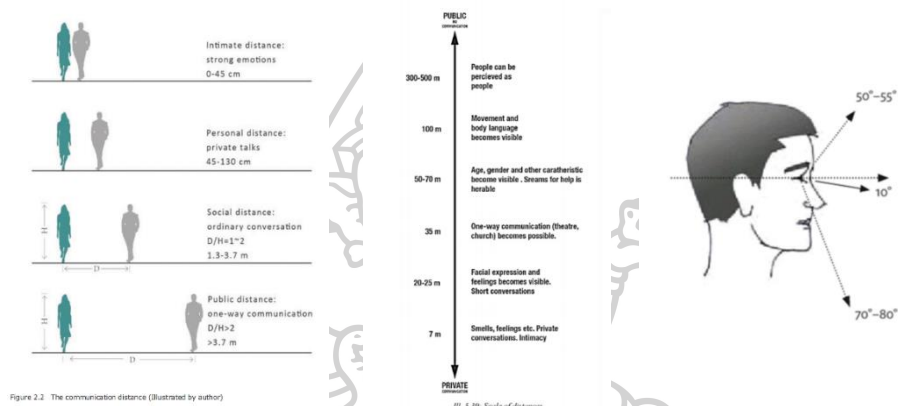 Intimate distance:
strong emotions
0-45 cm
Personal distance:
private talks
45-130 cm
Social distance:
ordinary conversation
D/H=1~2
1.3-3.7 m
H
D
Public distance:
one-way communication
D/H>2
>3.7 m
H
D
Figure 2.2 The communication distance (Illustrated by author)
PUBLIC
COMMUNICATION
300-500 m
People can be
percieved as
people
100 m
Movement and
body language
becomes visible
50-70 m
Age, gender and other caratheristic
become visible . Sreams for help is
herable
35 m
One-way communication (theatre,
church) becomes possible.
20-25 m
Facial expression and
feelings becomes visible.
Short conversations
7 m
Smells, feelings etc. Private
conversations. Intimacy
PRIVATE
COMMUNICATION
50°-55°
10°
70°-80°